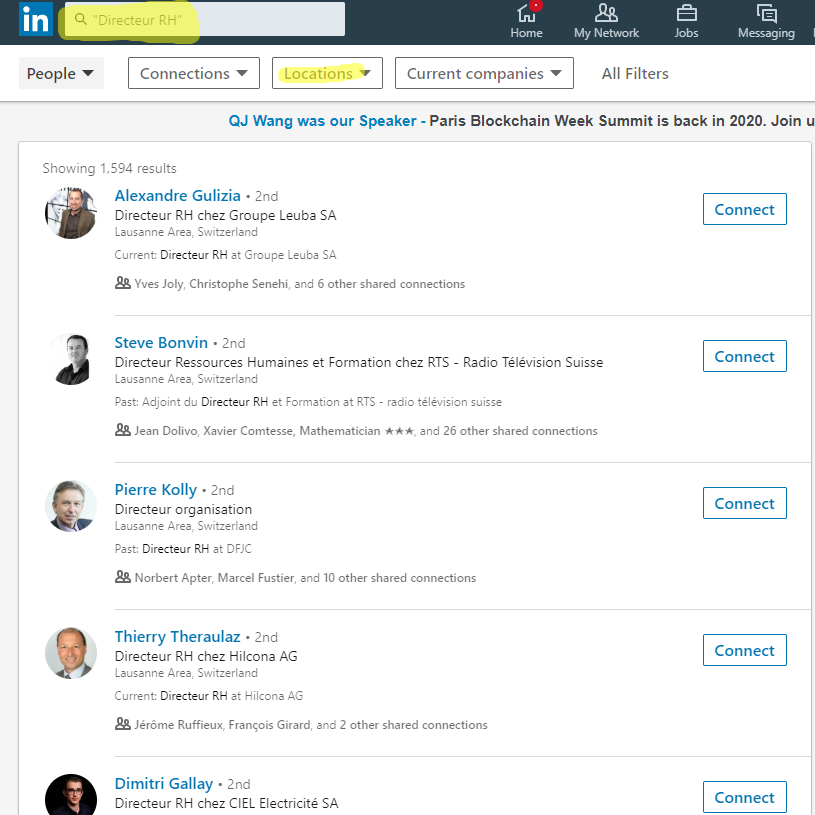 in "Directeur RH"
Home My Network Jobs Messaging
People Connections Locations Current companies All Filters
QJ Wang was our Speaker - Paris Blockchain Week Summit is back in 2020. Join u
Showing 1,594 results
Alexandre Gulizia • 2nd
Directeur RH chez Groupe Leuba SA
Lausanne Area, Switzerland
Current: Directeur RH at Groupe Leuba SA
Yves Joly, Christophe Senehi, and 6 other shared connections
Connect
Steve Bonvin • 2nd
Directeur Ressources Humaines et Formation chez RTS - Radio Télévision Suisse
Lausanne Area, Switzerland
Past: Adjoint du Directeur RH et Formation at RTS - radio télévision suisse
Jean Dolivo, Xavier Comtesse, Mathematician ★★★, and 26 other shared connections
Connect
Pierre Kolly • 2nd
Directeur organisation
Lausanne Area, Switzerland
Past: Directeur RH at DFJC
Norbert Apter, Marcel Fustier, and 10 other shared connections
Connect
Thierry Theraulaz • 2nd
Directeur RH chez Hilcona AG
Lausanne Area, Switzerland
Current: Directeur RH at Hilcona AG
Jérôme Ruffieux, François Girard, and 2 other shared connections
Connect
Dimitri Gallay • 2nd
Directeur RH chez CIEL Electricité SA
Connect